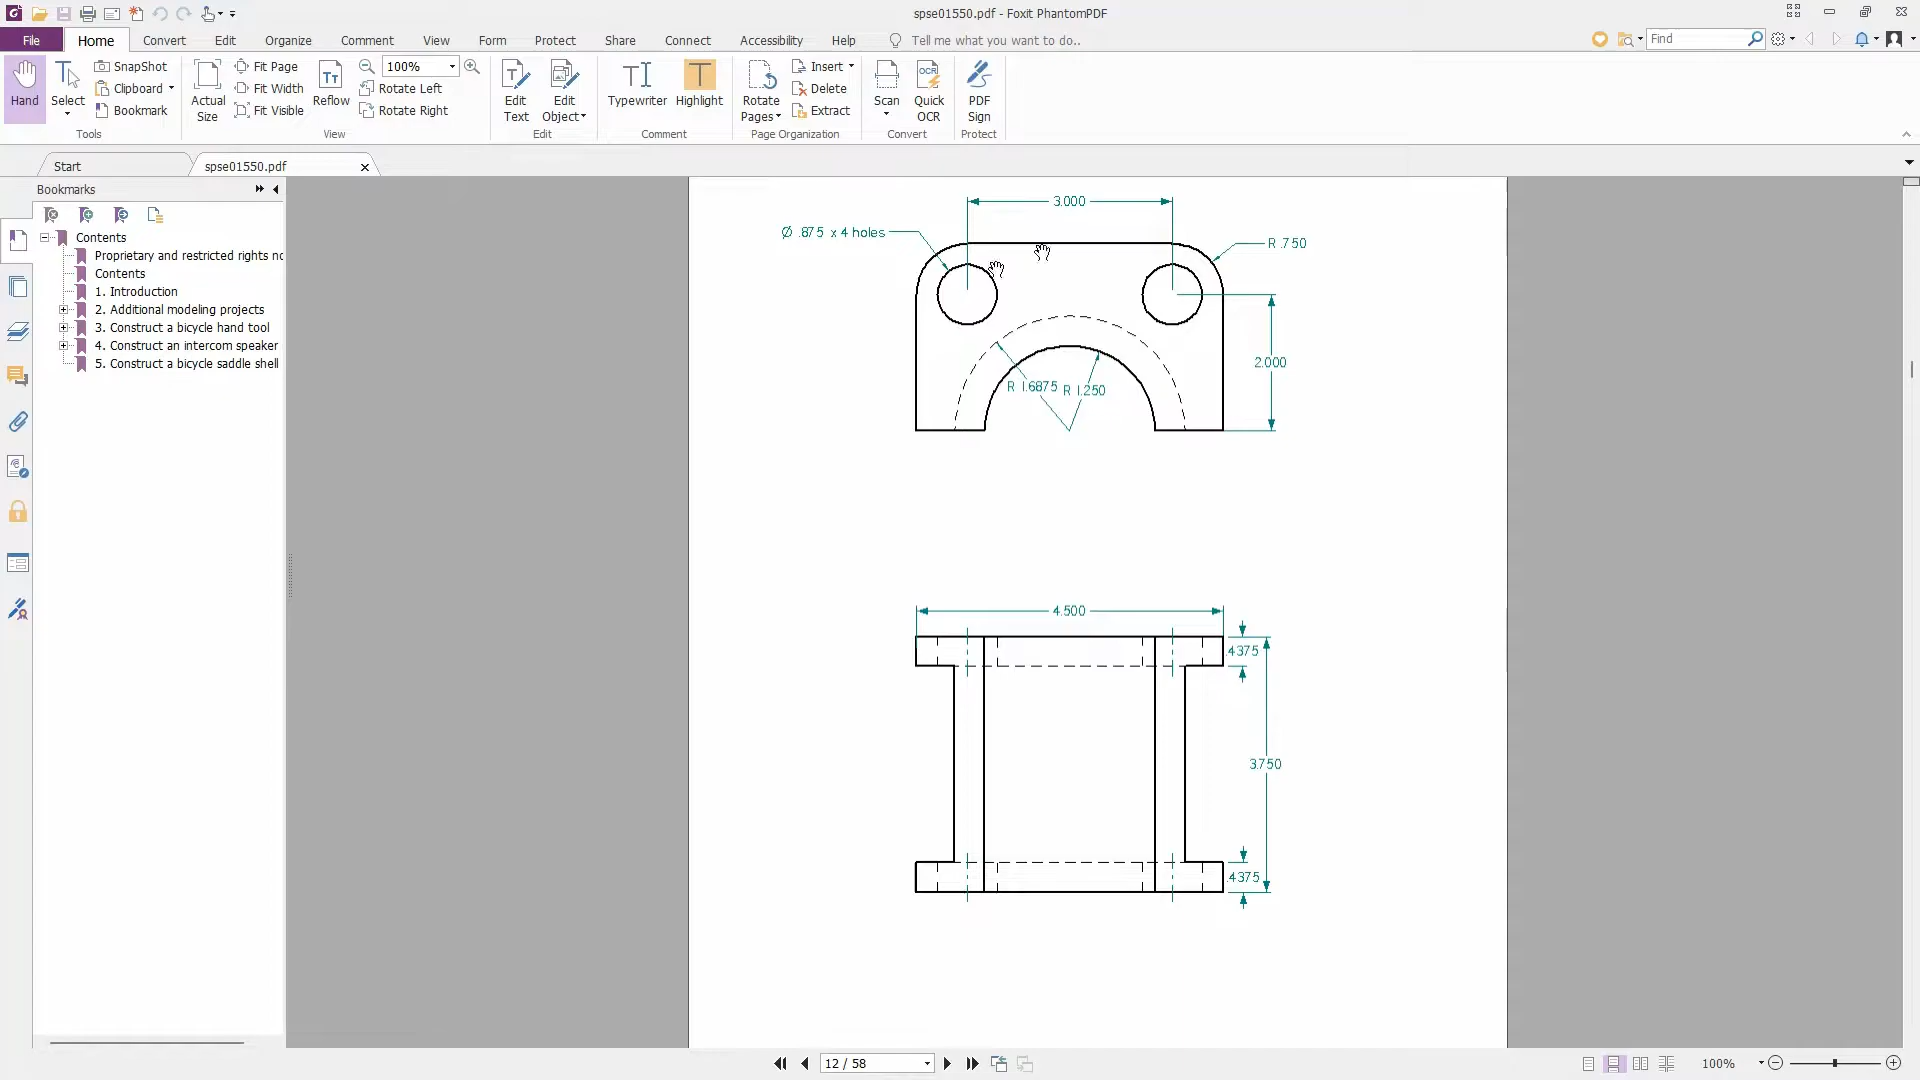 spse01550.pdf - Foxit PhantomPDF
File Home Convert Edit Organize Comment View Form Protect Share Connect Accessibility Help Tell me what you want to do.. Find
Hand
Select
SnapShot
Clipboard
Bookmark
Tools
Actual
Size
Fit Page
Fit Width
Fit Visible
Reflow
100%
Rotate Left
Rotate Right
View
Edit
Text
Edit
Object
Edit
Typewriter
Highlight
Comment
Rotate
Pages
Insert
Delete
Extract
Page Organization
Scan
Quick
OCR
Convert
PDF
Sign
Protect
Start
spse01550.pdf
Bookmarks
Contents
Proprietary and restricted rights no
Contents
1. Introduction
2. Additional modeling projects
3. Construct a bicycle hand tool
4. Construct an intercom speaker
5. Construct a bicycle saddle shell
3.000
Ø .875 x 4 holes
R .750
2.000
R 1.6875 R 1.250
4.500
.4375
3.750
.4375
12 / 58
100%